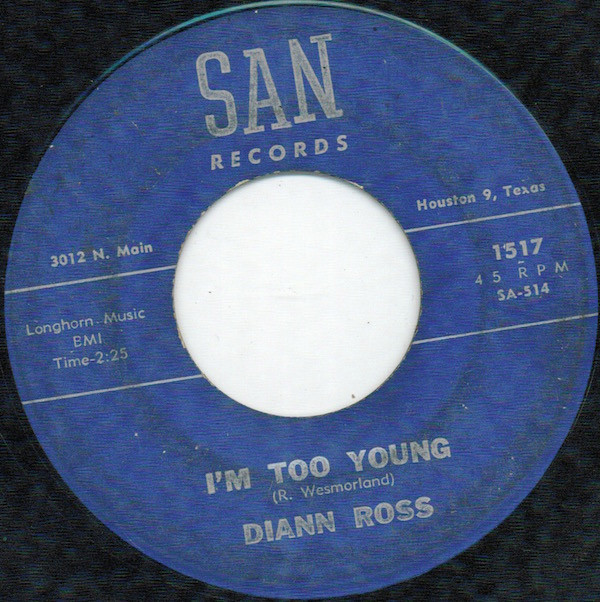 SAN
RECORDS
3012 N. Main
Houston 9, Texas
Longhorn Music
EMI
Time-2:25
1517
45 RPM
SA-514
I'M TOO YOUNG
(R. Wesmorland)
DIANN ROSS